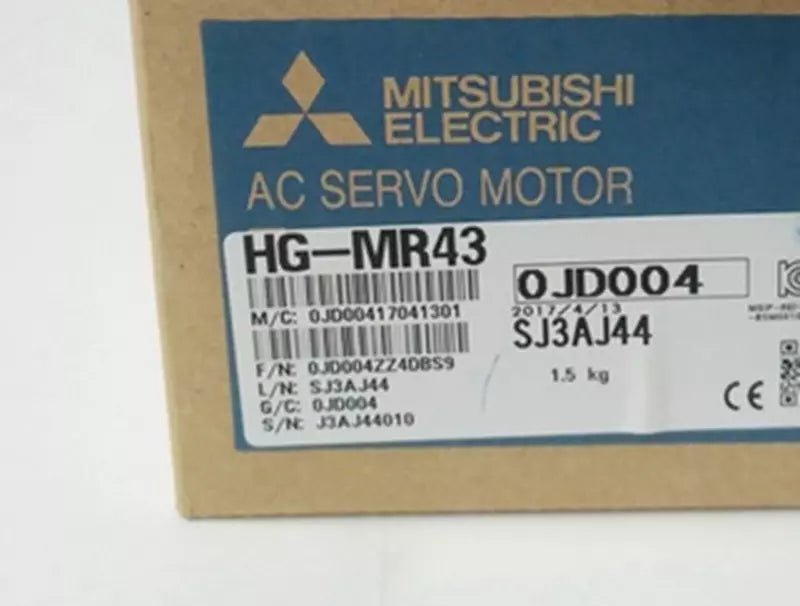 MITSUBISHI
ELECTRIC
AC SERVO MOTOR
HG-MR43
M/C: 0JD00417041301
F/N: 0JD004ZZ4DBS9
L/N: SJ3AJ44
G/C: 0JD004
S/N: J3AJ44010
0JD004
2017/4/13
SJ3AJ44
1.5 kg
CE